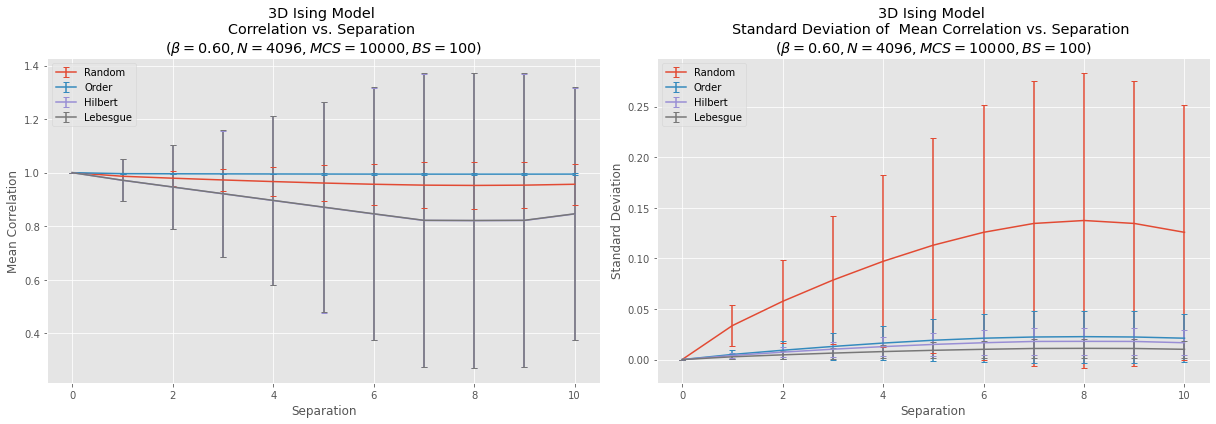 3D Ising Model
Correlation vs. Separation
(β = 0.60, N = 4096, MCS = 10000, BS = 100)
Random
Order
Hilbert
Lebesgue
Mean Correlation
1.4
1.2
1.0
0.8
0.6
0.4
0 2 4 6 8 10
Separation
3D Ising Model
Standard Deviation of  Mean Correlation vs. Separation
(β = 0.60, N = 4096, MCS = 10000, BS = 100)
Random
Order
Hilbert
Lebesgue
Standard Deviation
0.25
0.20
0.15
0.10
0.05
0.00
0 2 4 6 8 10
Separation